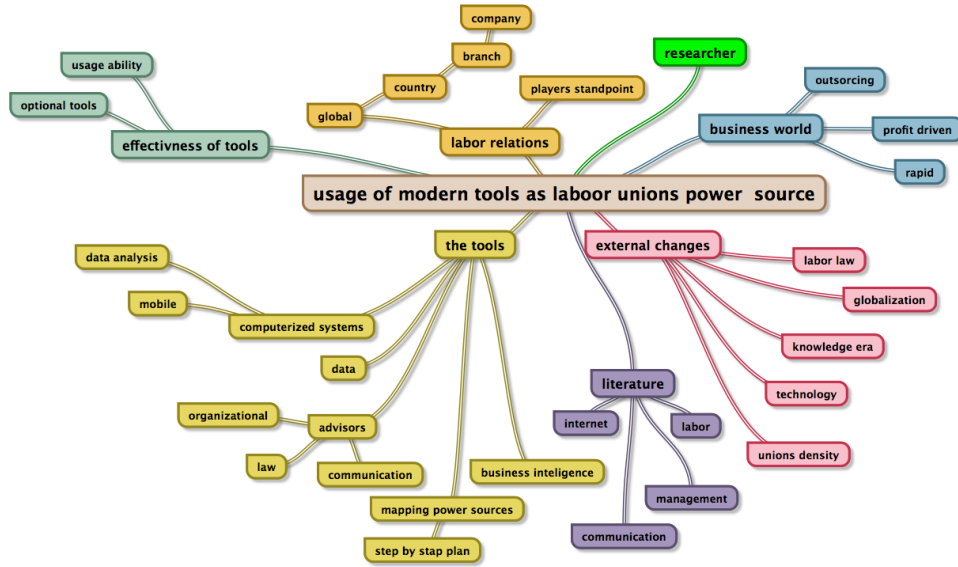 company
researcher
usage ability
branch
outsorcing
country
players standpoint
optional tools
global
business world
profit driven
effectivness of tools
labor relations
rapid
usage of modern tools as laboor unions power source
the tools
external changes
data analysis
labor law
mobile
globalization
computerized systems
knowledge era
data
literature
technology
organizational
internet
labor
advisors
law
communication
business inteligence
unions density
mapping power sources
management
communication
step by stap plan